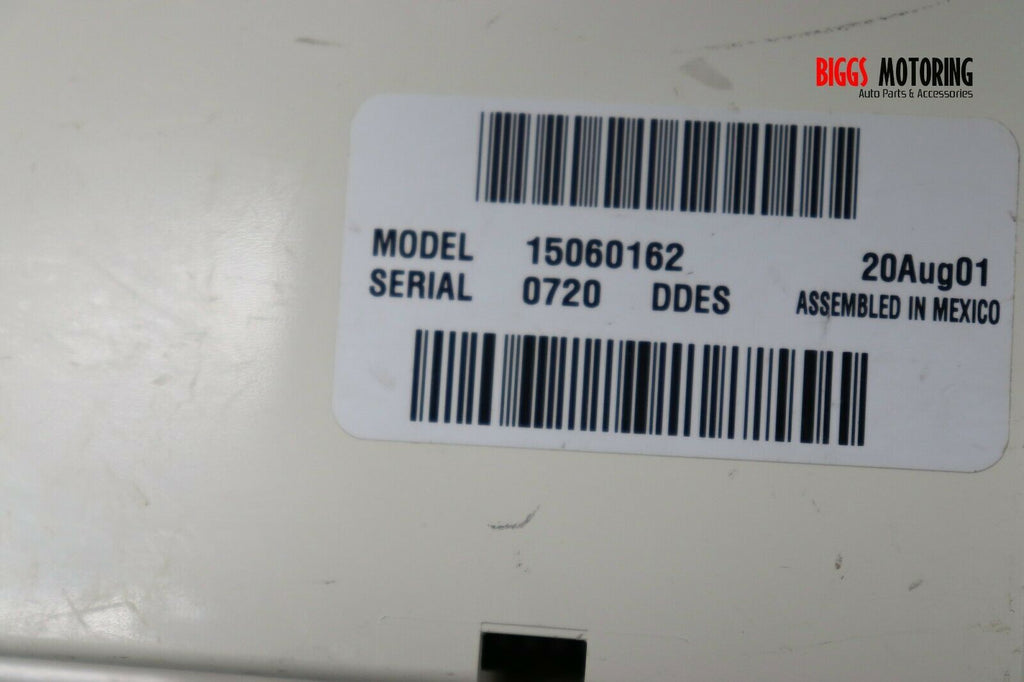 BIGGS MOTORING
Auto Parts & Accessories
MODEL 15060162
20Aug01
SERIAL 0720 DDES
ASSEMBLED IN MEXICO